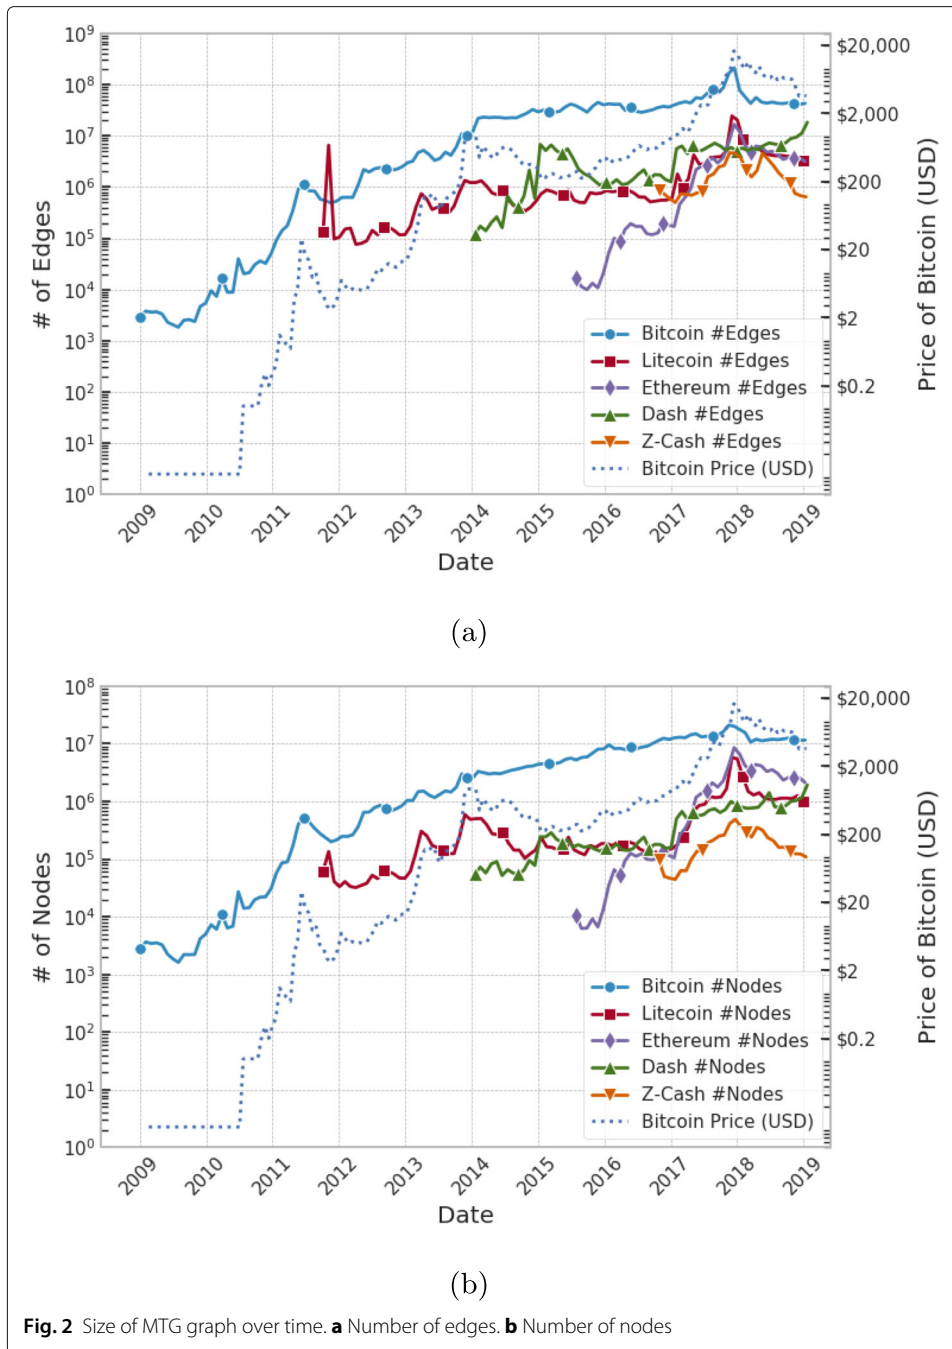 10⁹
10⁸
10⁷
10⁶
10⁵
10⁴
10³
10²
10¹
10⁰
# of Edges
$20,000
$2,000
$200
$20
$2
$0.2
Price of Bitcoin (USD)
Bitcoin #Edges
Litecoin #Edges
Ethereum #Edges
Dash #Edges
Z-Cash #Edges
Bitcoin Price (USD)
2009 2010 2011 2012 2013 2014 2015 2016 2017 2018 2019
Date
(a)
10⁸
10⁷
10⁶
10⁵
10⁴
10³
10²
10¹
10⁰
# of Nodes
$20,000
$2,000
$200
$20
$2
$0.2
Price of Bitcoin (USD)
Bitcoin #Nodes
Litecoin #Nodes
Ethereum #Nodes
Dash #Nodes
Z-Cash #Nodes
Bitcoin Price (USD)
2009 2010 2011 2012 2013 2014 2015 2016 2017 2018 2019
Date
(b)
Fig. 2 Size of MTG graph over time. a Number of edges. b Number of nodes